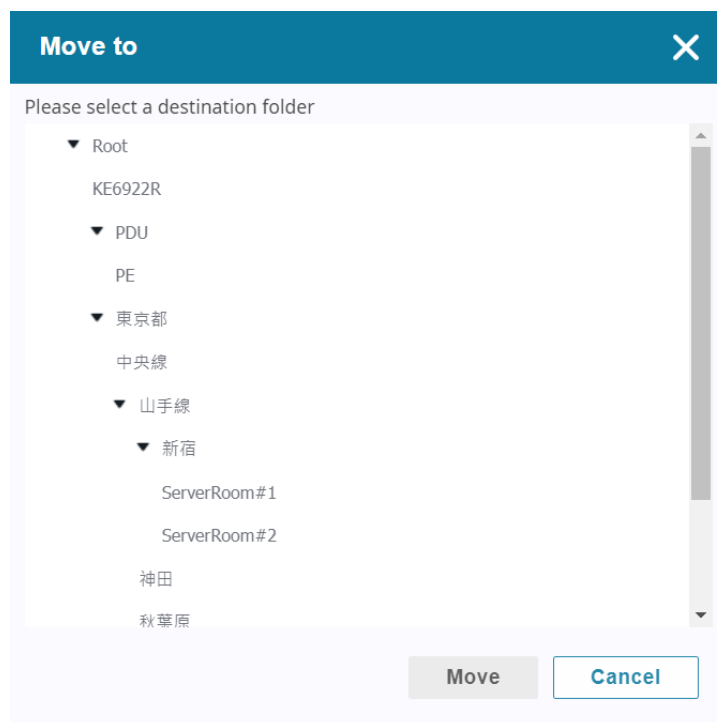 Move to
Please select a destination folder
Root
KE6922R
PDU
PE
東京都
中央線
山手線
新宿
ServerRoom#1
ServerRoom#2
神田
秋葉原
Move
Cancel